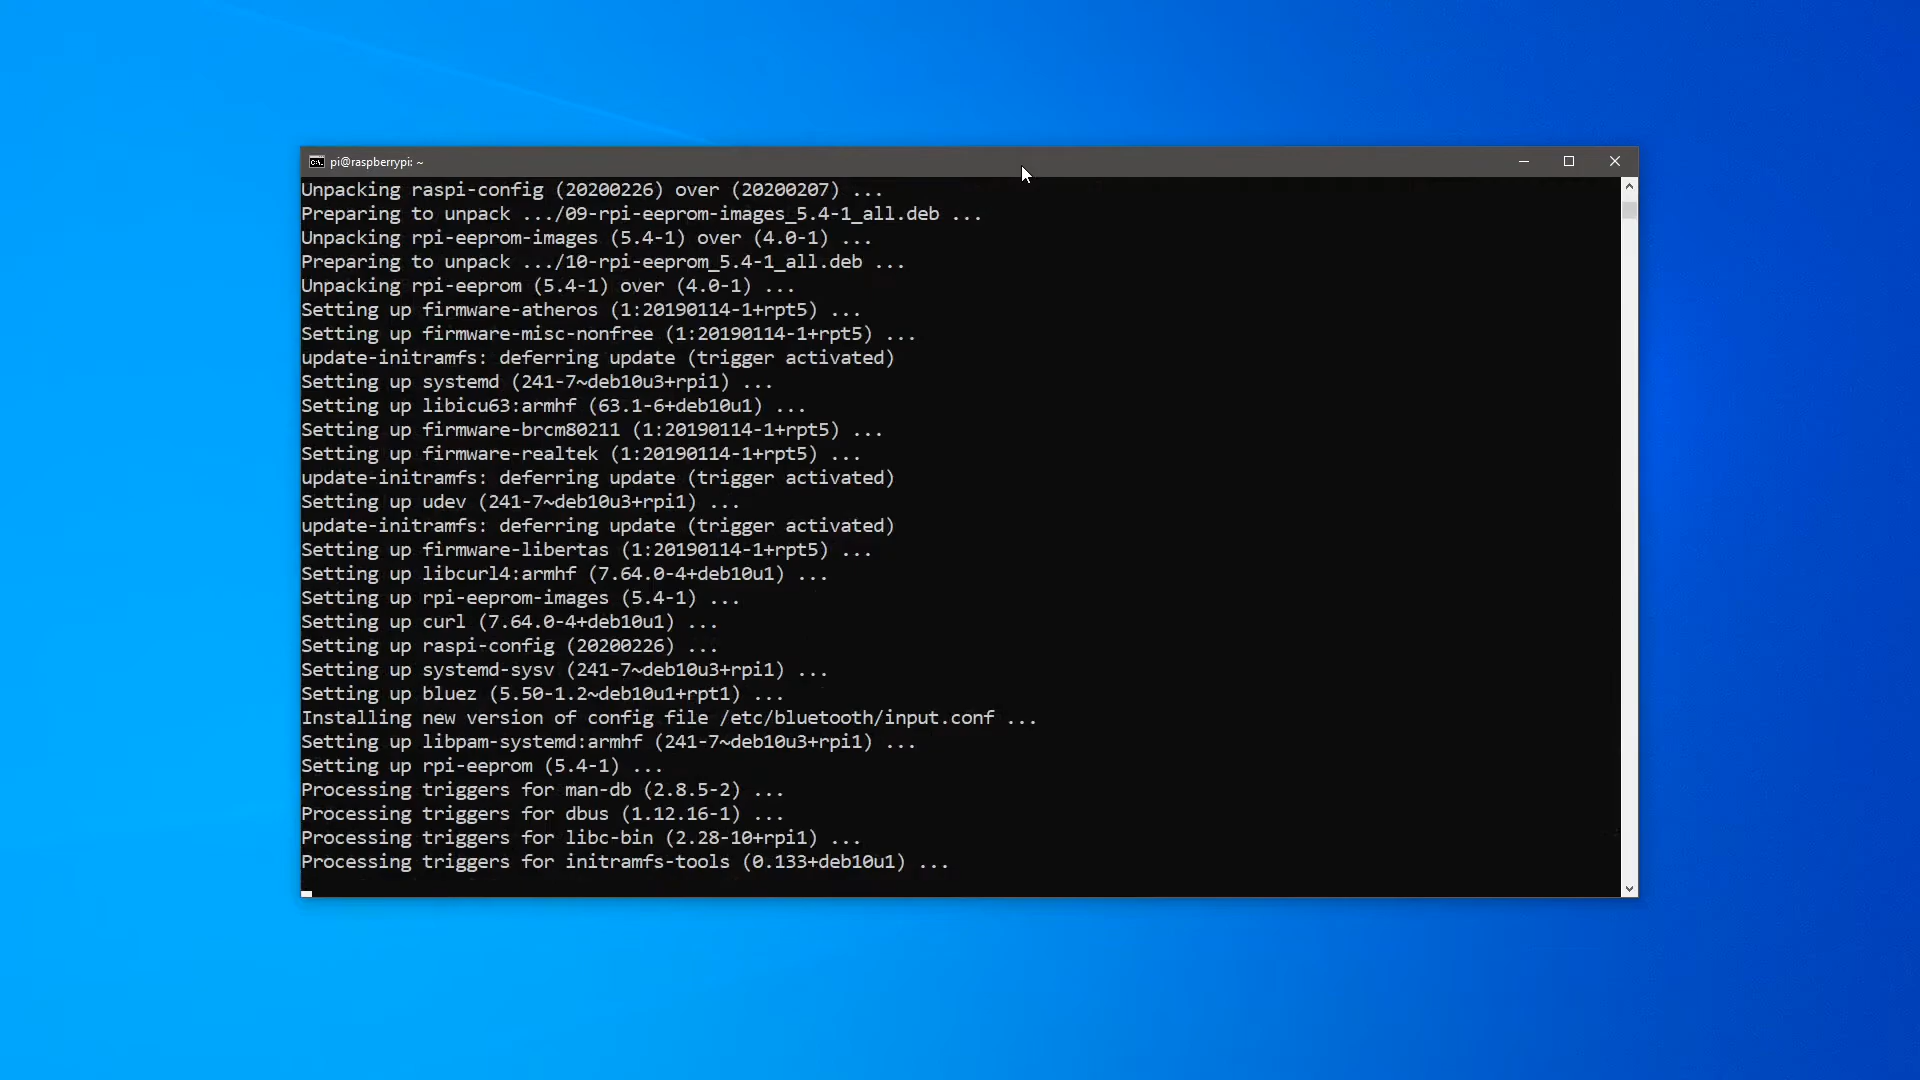 pi@raspberrypi: ~
Unpacking raspi-config (20200226) over (20200207) ...
Preparing to unpack .../09-rpi-eeprom-images_5.4-1_all.deb ...
Unpacking rpi-eeprom-images (5.4-1) over (4.0-1) ...
Preparing to unpack .../10-rpi-eeprom_5.4-1_all.deb ...
Unpacking rpi-eeprom (5.4-1) over (4.0-1) ...
Setting up firmware-atheros (1:20190114-1+rpt5) ...
Setting up firmware-misc-nonfree (1:20190114-1+rpt5) ...
update-initramfs: deferring update (trigger activated)
Setting up systemd (241-7~deb10u3+rpi1) ...
Setting up libicu63:armhf (63.1-6+deb10u1) ...
Setting up firmware-brcm80211 (1:20190114-1+rpt5) ...
Setting up firmware-realtek (1:20190114-1+rpt5) ...
update-initramfs: deferring update (trigger activated)
Setting up udev (241-7~deb10u3+rpi1) ...
update-initramfs: deferring update (trigger activated)
Setting up firmware-libertas (1:20190114-1+rpt5) ...
Setting up libcurl4:armhf (7.64.0-4+deb10u1) ...
Setting up rpi-eeprom-images (5.4-1) ...
Setting up curl (7.64.0-4+deb10u1) ...
Setting up raspi-config (20200226) ...
Setting up systemd-sysv (241-7~deb10u3+rpi1) ...
Setting up bluez (5.50-1.2~deb10u1+rpt1) ...
Installing new version of config file /etc/bluetooth/input.conf ...
Setting up libpam-systemd:armhf (241-7~deb10u3+rpi1) ...
Setting up rpi-eeprom (5.4-1) ...
Processing triggers for man-db (2.8.5-2) ...
Processing triggers for dbus (1.12.16-1) ...
Processing triggers for libc-bin (2.28-10+rpi1) ...
Processing triggers for initramfs-tools (0.133+deb10u1) ...